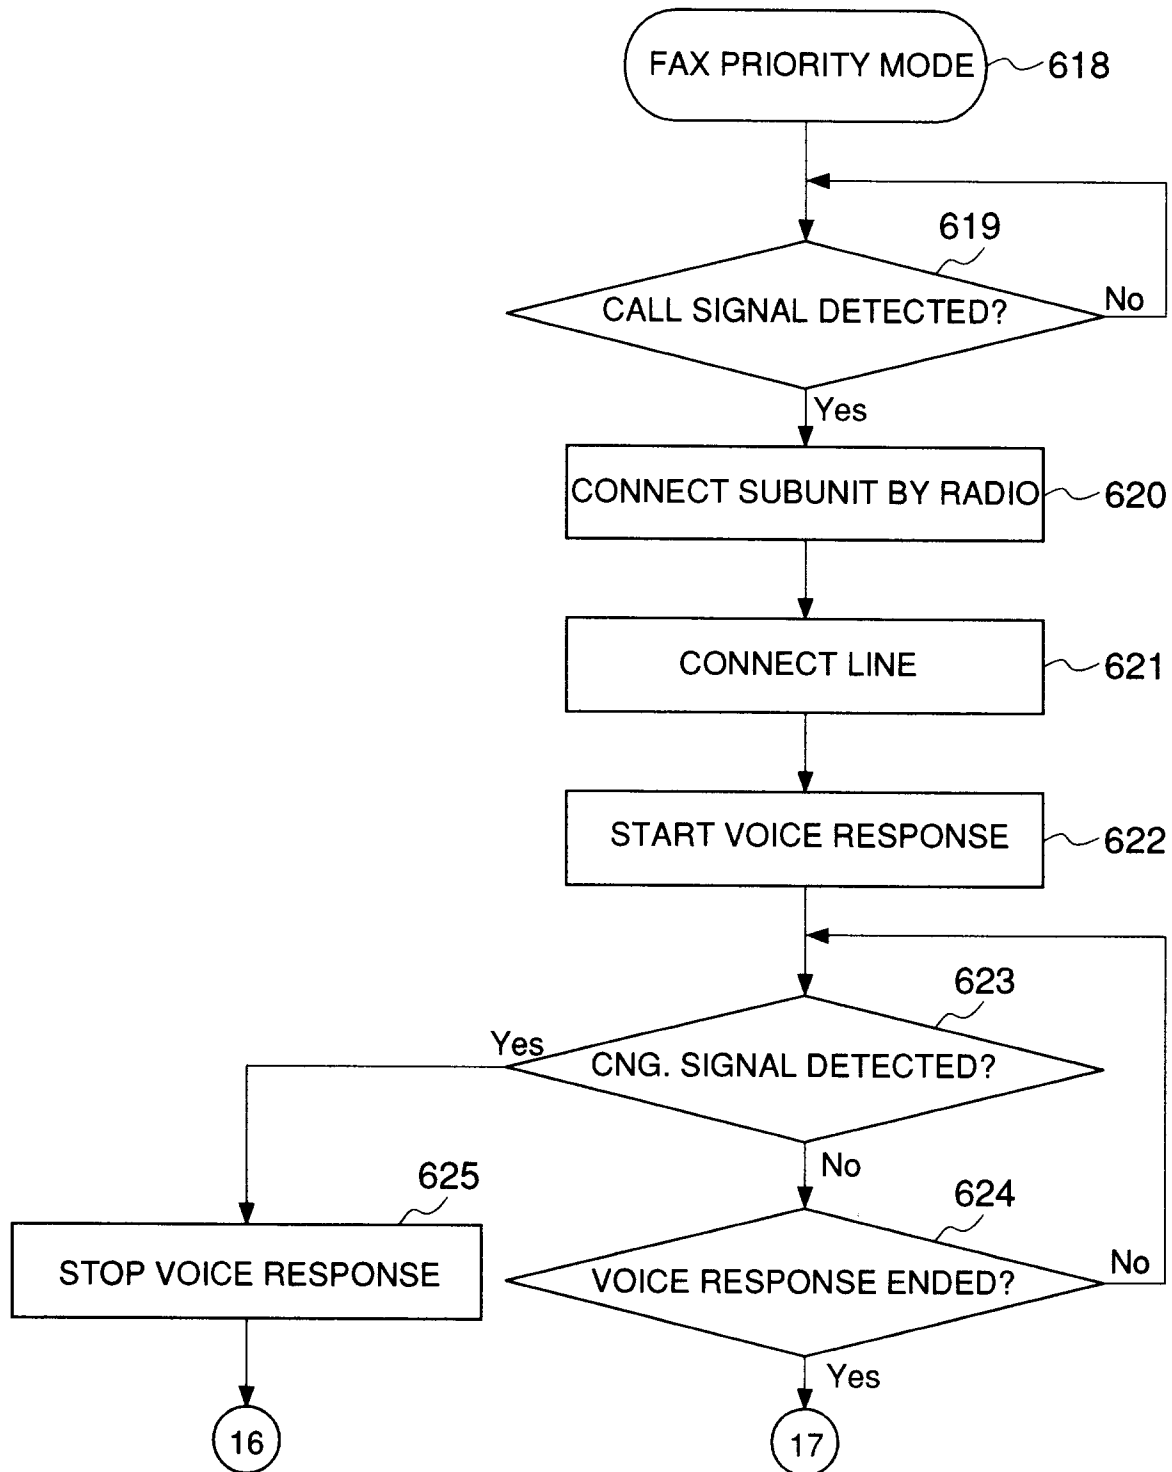 FAX PRIORITY MODE 618
619
CALL SIGNAL DETECTED?
No
Yes
CONNECT SUBUNIT BY RADIO 620
CONNECT LINE 621
START VOICE RESPONSE 622
623
Yes
CNG. SIGNAL DETECTED?
No
625
624
STOP VOICE RESPONSE
VOICE RESPONSE ENDED?
No
Yes
16
17